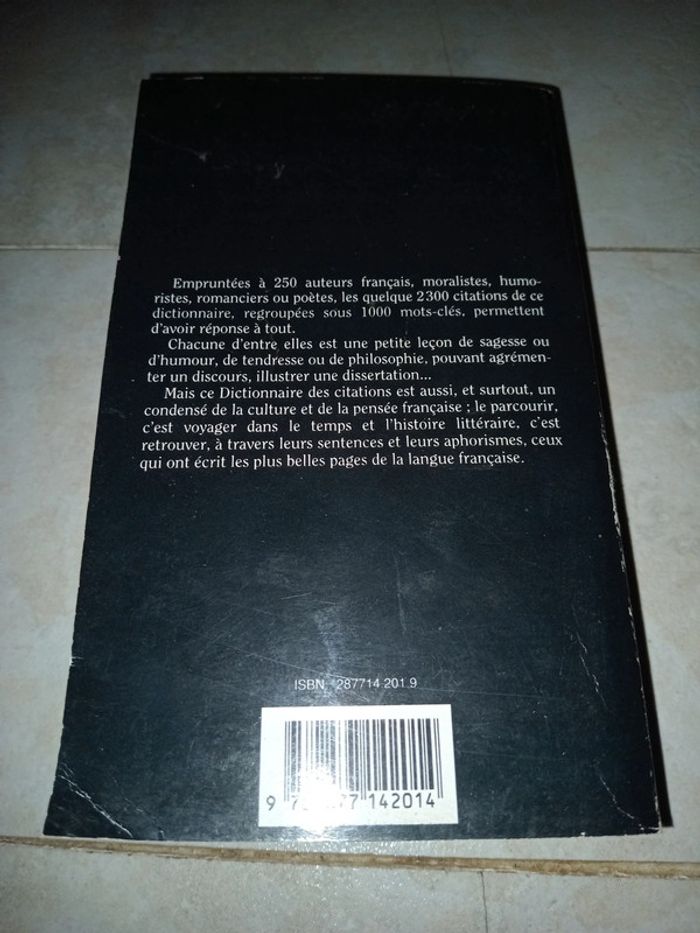 Empruntées à 250 auteurs français, moralistes, humo-
ristes, romanciers ou poètes, les quelque 2300 citations de ce
dictionnaire, regroupées sous 1000 mots-clés, permettent
d'avoir réponse à tout.
Chacune d'entre elles est une petite leçon de sagesse ou
d'humour, de tendresse ou de philosophie, pouvant agrémen-
ter un discours, illustrer une dissertation...
Mais ce Dictionnaire des citations est aussi, et surtout, un
condensé de la culture et de la pensée française ; le parcourir,
c'est voyager dans le temps et l'histoire littéraire, c'est
retrouver, à travers leurs sentences et leurs aphorismes, ceux
qui ont écrit les plus belles pages de la langue française.
ISBN 287714 201 9
142014